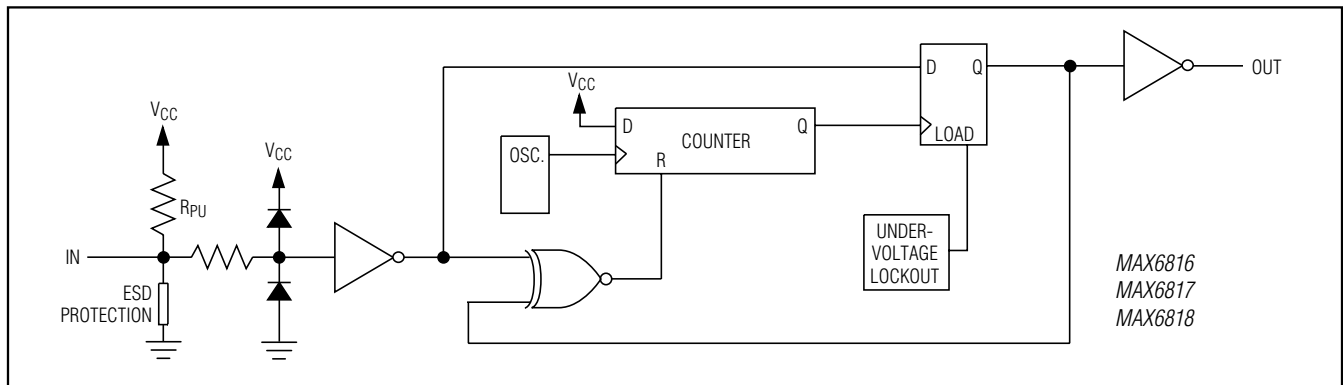 D Q
OUT
VCC
D
Q
COUNTER
LOAD
VCC
OSC.
R
VCC
RPU
UNDER-
VOLTAGE
LOCKOUT
IN
MAX6816
MAX6817
MAX6818
ESD
PROTECTION